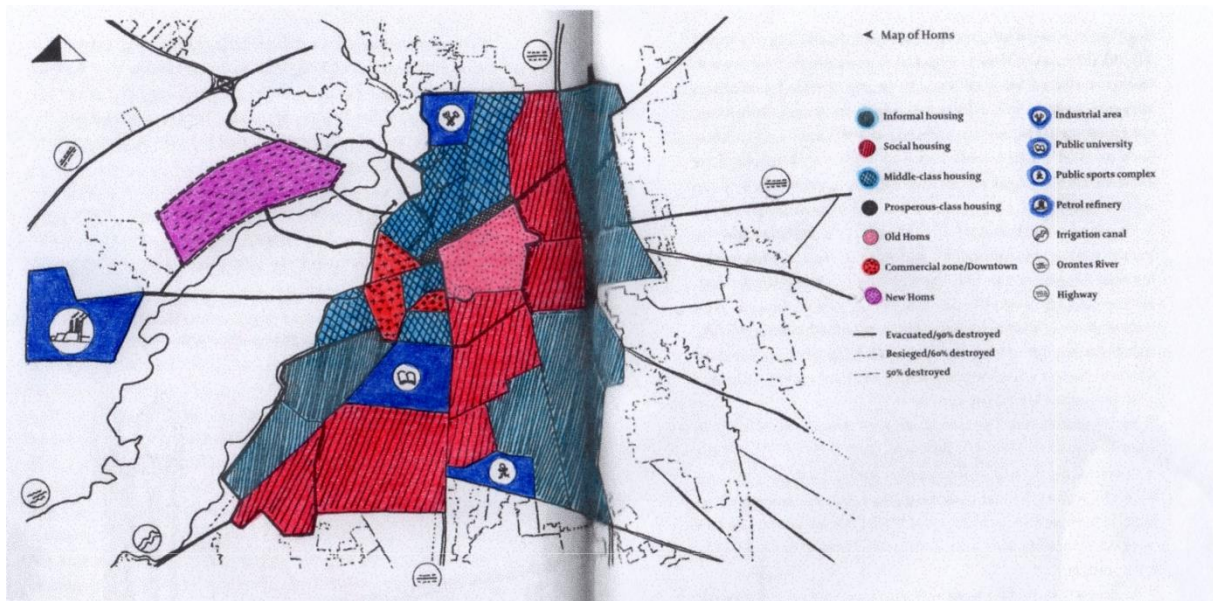 Map of Homs
Informal housing
Social housing
Middle-class housing
Prosperous-class housing
Old Homs
Commercial zone/Downtown
New Homs
Industrial area
Public university
Public sports complex
Petrol refinery
Irrigation canal
Orontes River
Highway
Evacuated/90% destroyed
Besieged/60% destroyed
50% destroyed